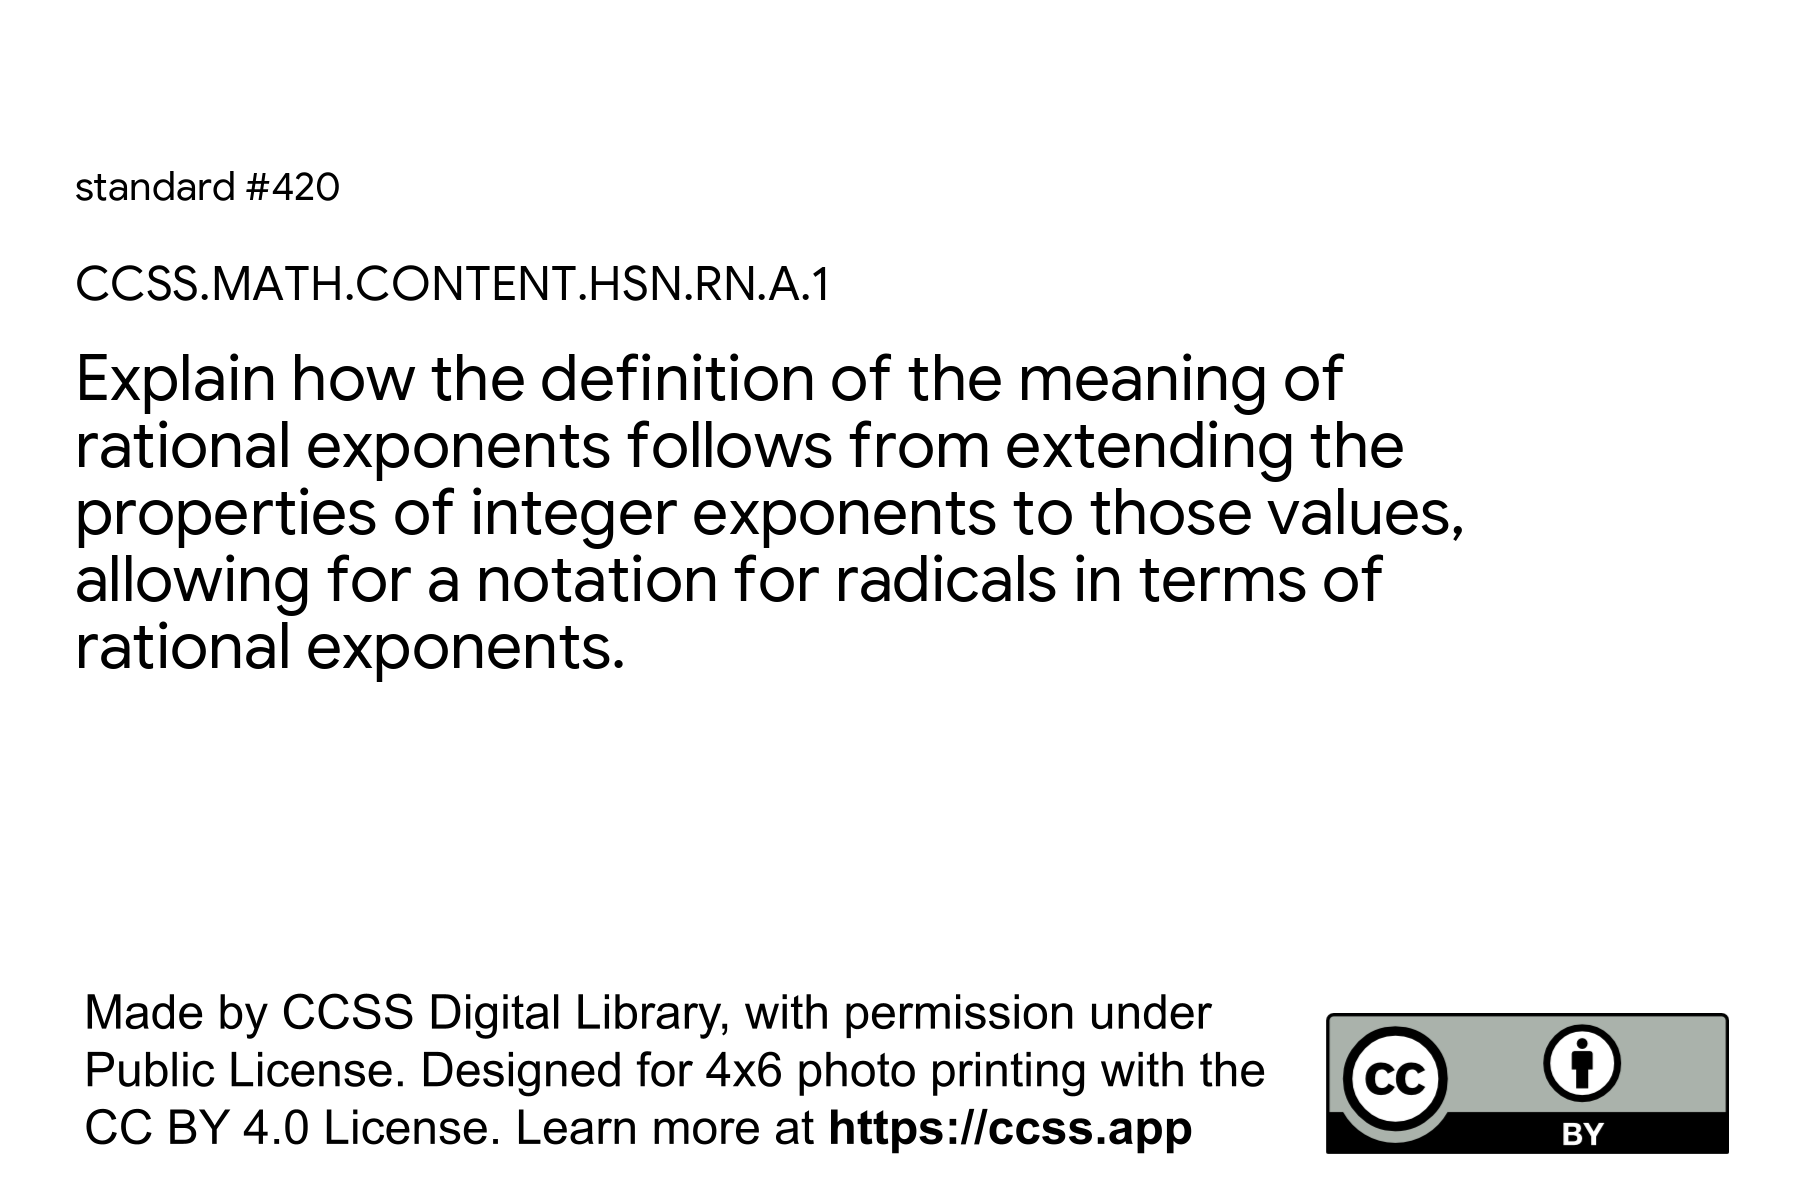 standard #420
CCSS.MATH.CONTENT.HSN.RN.A.1
Explain how the definition of the meaning of
rational exponents follows from extending the
properties of integer exponents to those values,
allowing for a notation for radicals in terms of
rational exponents.
Made by CCSS Digital Library, with permission under
Public License. Designed for 4x6 photo printing with the
CC BY 4.0 License. Learn more at https://ccss.app
CC
BY